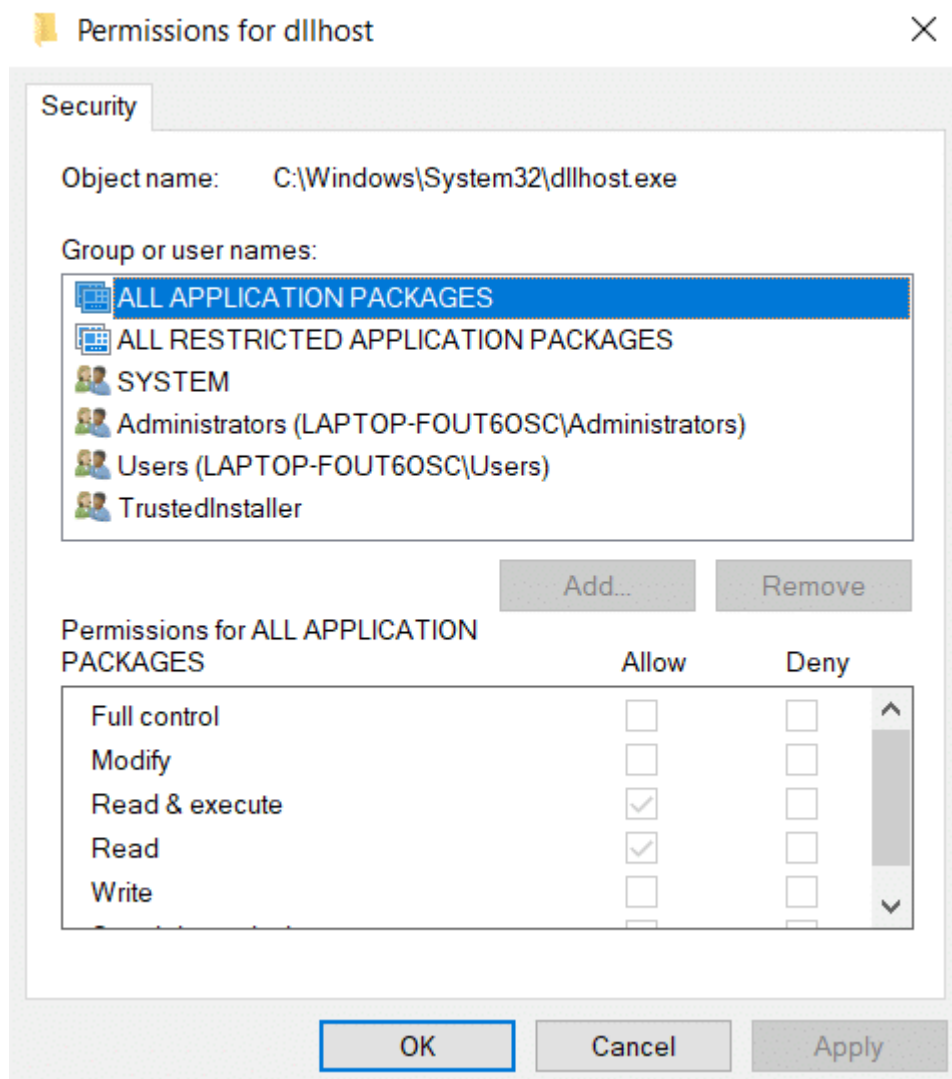 Permissions for dllhost
Security
Object name: C:\Windows\System32\dllhost.exe
Group or user names:
ALL APPLICATION PACKAGES
ALL RESTRICTED APPLICATION PACKAGES
SYSTEM
Administrators (LAPTOP-FOUT6OSC\Administrators)
Users (LAPTOP-FOUT6OSC\Users)
TrustedInstaller
Add... Remove
Permissions for ALL APPLICATION
PACKAGES Allow Deny
Full control
Modify
Read & execute
Read
Write
OK Cancel Apply